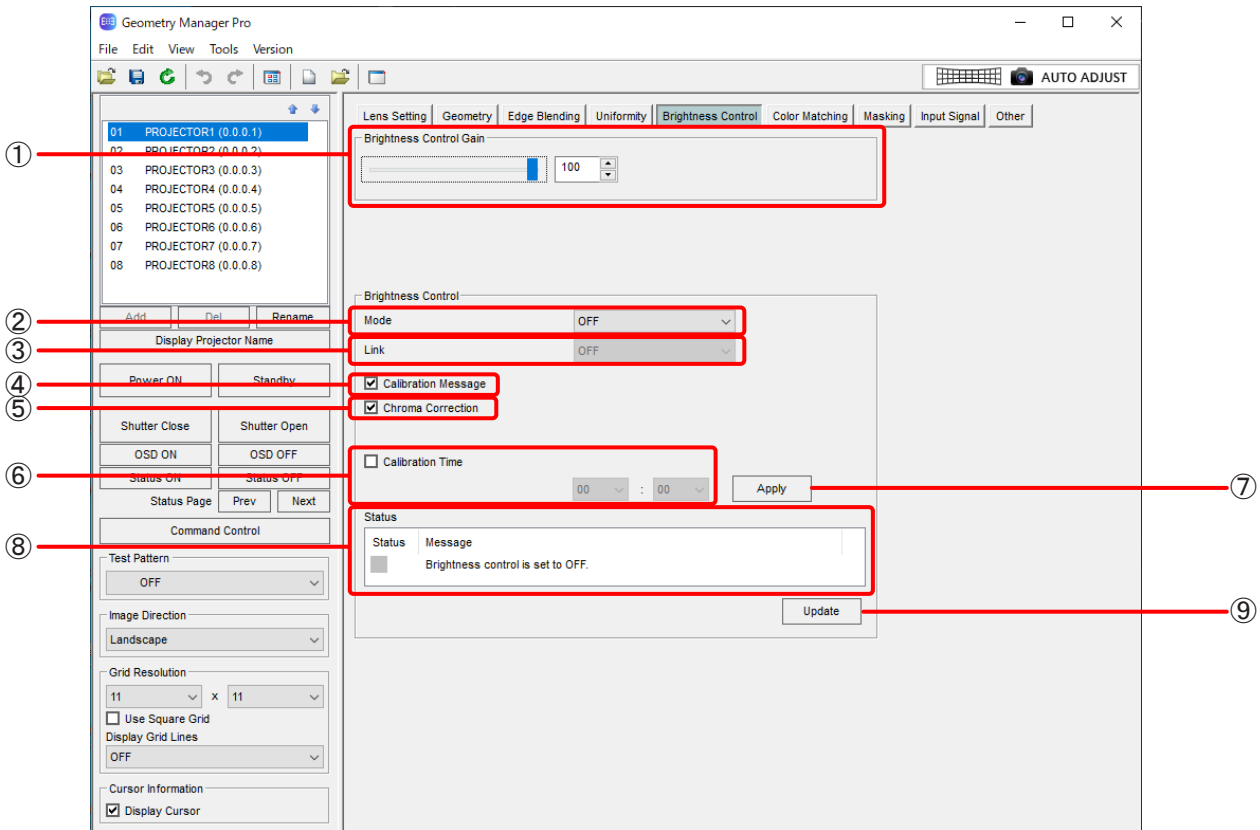 Geometry Manager Pro
File Edit View Tools Version
AUTO ADJUST
01 PROJECTOR1 (0.0.0.1)
02 PROJECTOR2 (0.0.0.2)
03 PROJECTOR3 (0.0.0.3)
04 PROJECTOR4 (0.0.0.4)
05 PROJECTOR5 (0.0.0.5)
06 PROJECTOR6 (0.0.0.6)
07 PROJECTOR7 (0.0.0.7)
08 PROJECTOR8 (0.0.0.8)
Add Del Rename
Display Projector Name
Power ON Standby
Shutter Close Shutter Open
OSD ON OSD OFF
Status ON Status OFF
Status Page Prev Next
Command Control
Test Pattern
OFF
Image Direction
Landscape
Grid Resolution
11 x 11
Use Square Grid
Display Grid Lines
OFF
Cursor Information
Display Cursor
Lens Setting Geometry Edge Blending Uniformity Brightness Control Color Matching Masking Input Signal Other
① Brightness Control Gain
100
Brightness Control
② Mode OFF
③ Link OFF
④ Calibration Message
⑤ Chroma Correction
⑥ Calibration Time
00 : 00 Apply ⑦
⑧ Status
Status Message
Brightness control is set to OFF.
Update ⑨